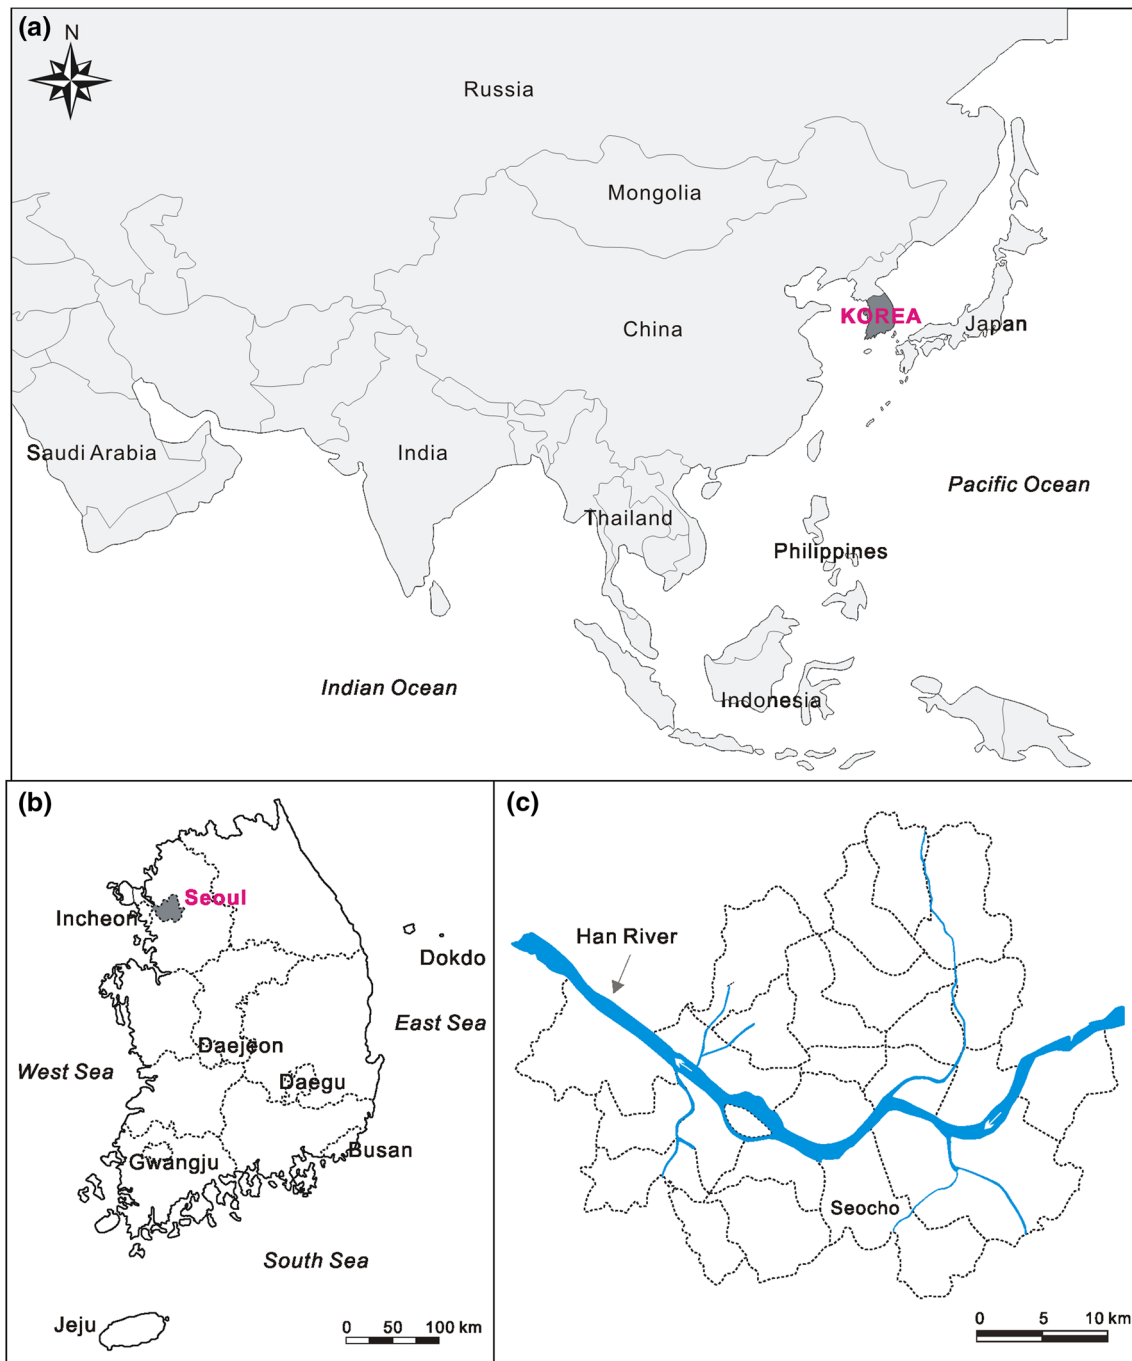 (a)
N
Russia
Mongolia
KOREA
China
Japan
Saudi Arabia
India
Pacific Ocean
Thailand
Philippines
Indian Ocean
Indonesia
(b)
Seoul
Incheon
Dokdo
East Sea
Daejeon
West Sea
Daegu
Busan
Gwangju
South Sea
Jeju
0 50 100 km
(c)
Han River
Seocho
0 5 10 km